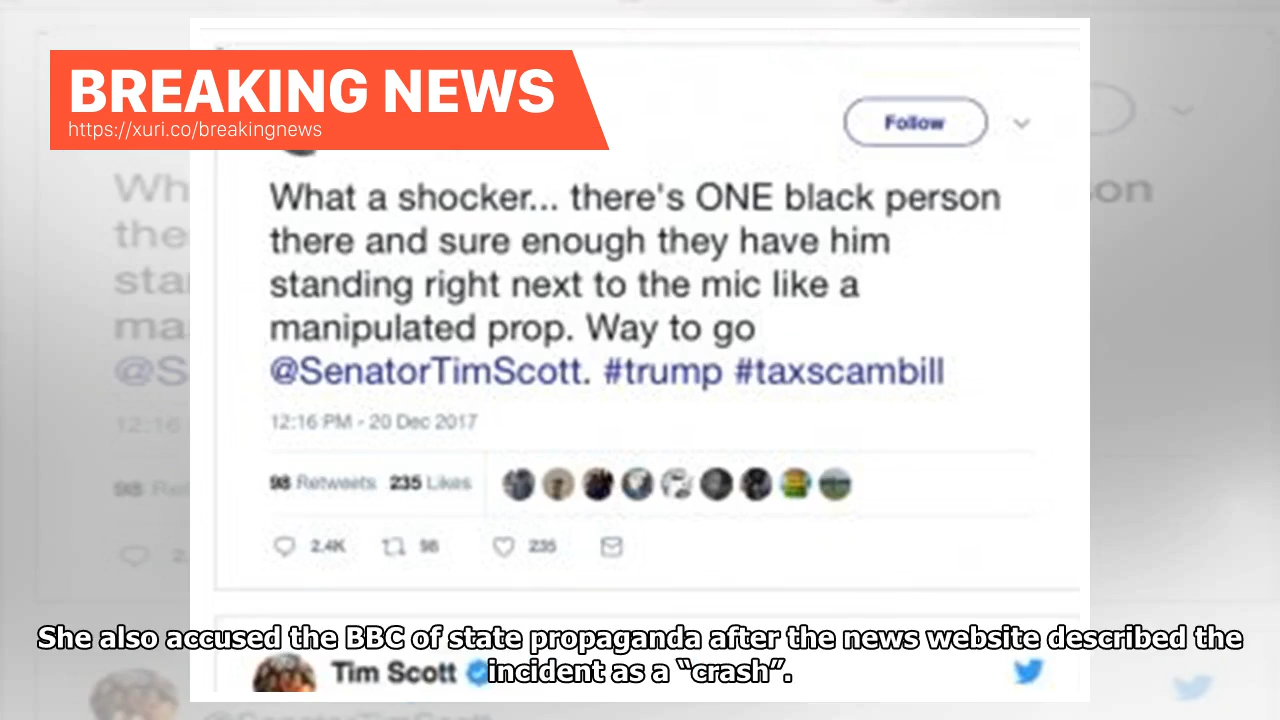 BREAKING NEWS
https://xuri.co/breakingnews
Follow
What a shocker... there's ONE black person
there and sure enough they have him
standing right next to the mic like a
manipulated prop. Way to go
@SenatorTimScott. #trump #taxscambill
12:16 PM - 20 Dec 2017
98 Retweets 235 Likes
2.4K 98 235
She also accused the BBC of state propaganda after the news website described the
incident as a “crash”.
Tim Scott